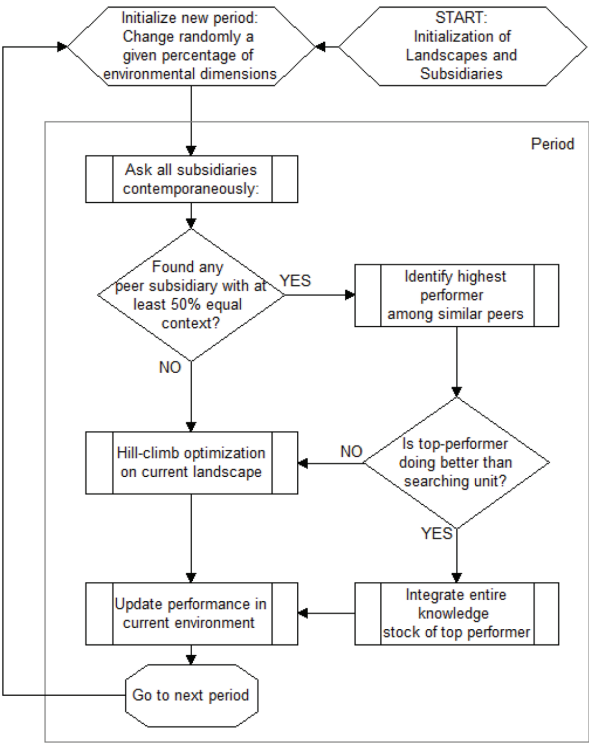 Initialize new period:
Change randomly a
given percentage of
environmental dimensions
START:
Initialization of
Landscapes and
Subsidiaries
Period
Ask all subsidiaries
contemporaneously:
Found any
peer subsidiary with at
least 50% equal
context?
YES
NO
Identify highest
performer
among similar peers
Hill-climb optimization
on current landscape
NO
Is top-performer
doing better than
searching unit?
YES
Update performance in
current environment
Integrate entire
knowledge
stock of top performer
Go to next period